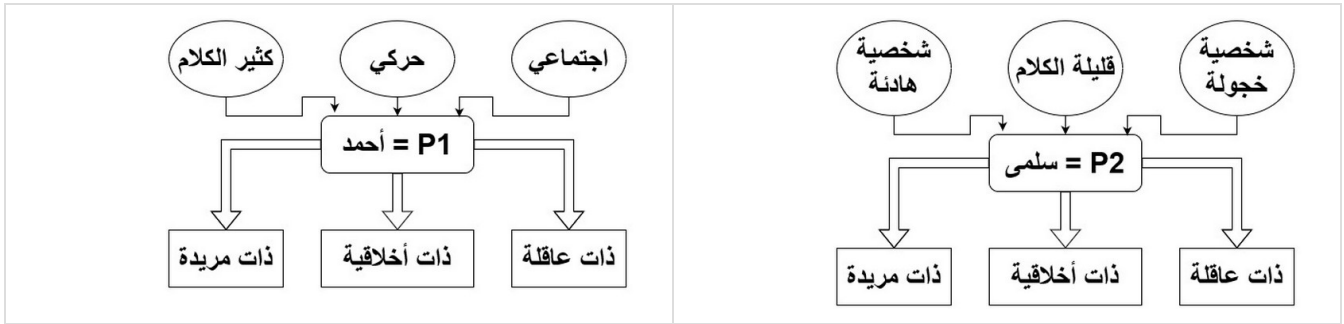 شخصية
خجولة
قليلة الكلام
شخصية
هادئة
P2 = سلمى
ذات عاقلة
ذات أخلاقية
ذات مريدة
اجتماعي
حركي
كثير الكلام
P1 = أحمد
ذات عاقلة
ذات أخلاقية
ذات مريدة